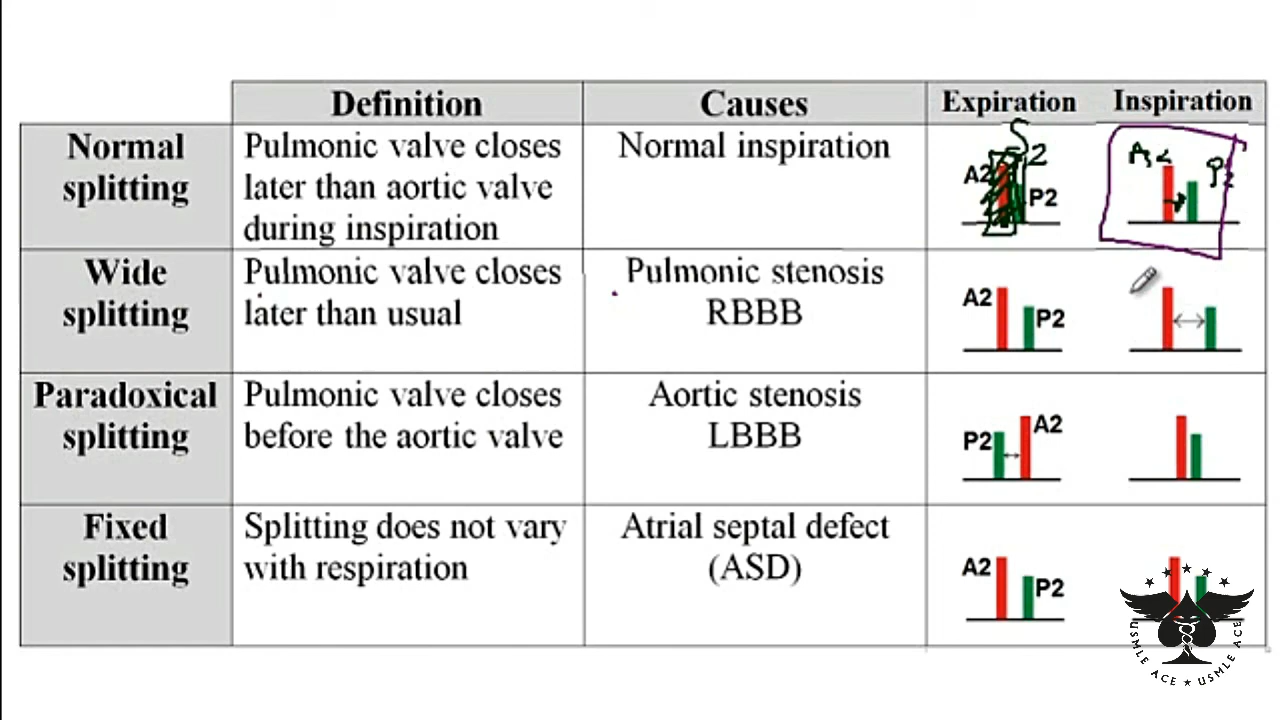 Definition
Causes
Expiration
Inspiration
Normal
splitting
Pulmonic valve closes
later than aortic valve
during inspiration
Normal inspiration
S2
A2
P2
A2
P2
Wide
splitting
Pulmonic valve closes
later than usual
Pulmonic stenosis
RBBB
A2
P2
Paradoxical
splitting
Pulmonic valve closes
before the aortic valve
Aortic stenosis
LBBB
P2
A2
Fixed
splitting
Splitting does not vary
with respiration
Atrial septal defect
(ASD)
A2
P2
USMLE ACE ★ USMLE ACE